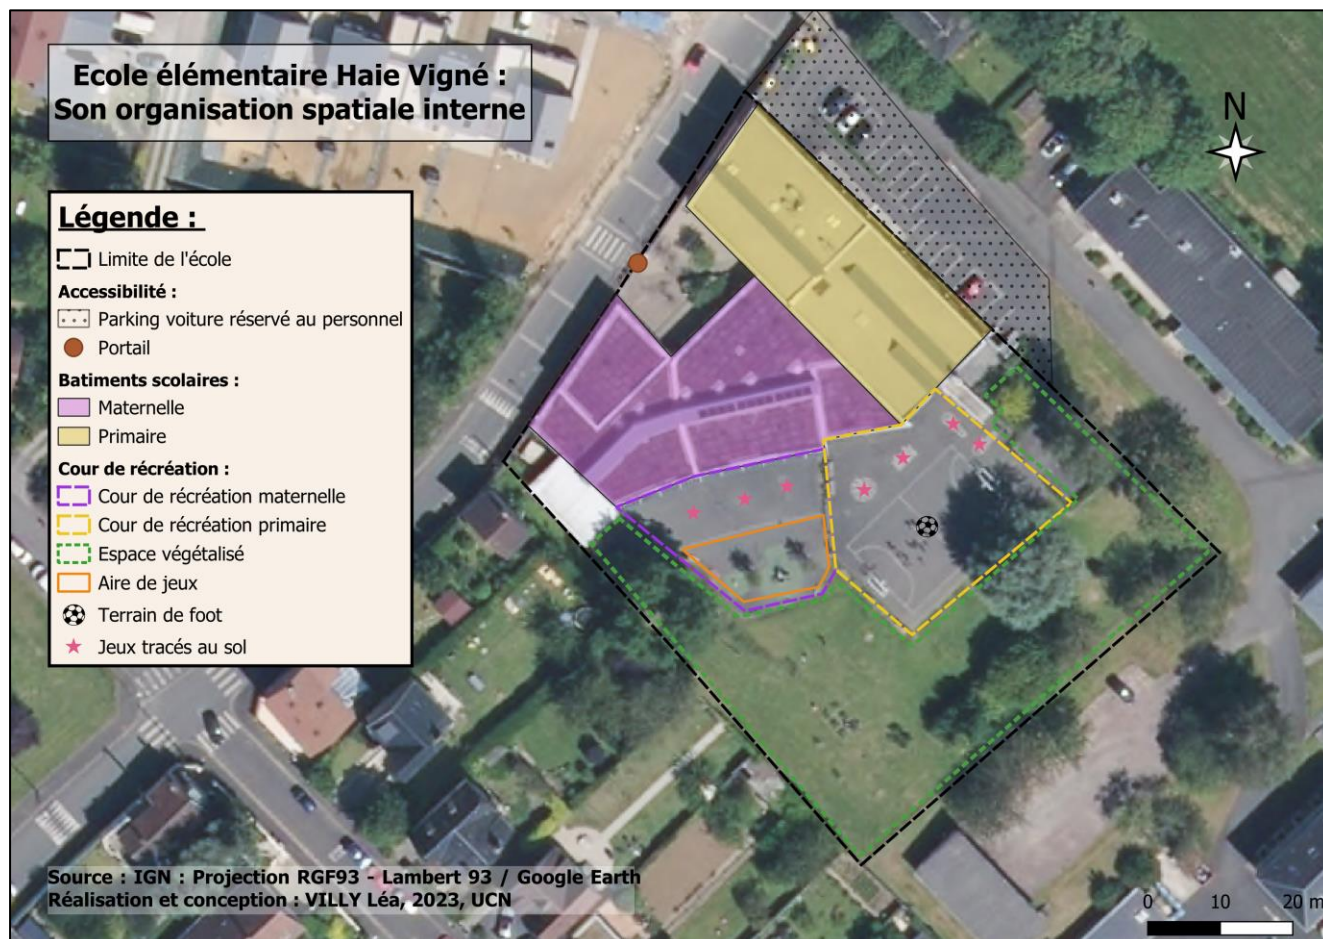 Ecole élémentaire Haie Vigné :
Son organisation spatiale interne
N
Légende :
Limite de l'école
Accessibilité :
Parking voiture réservé au personnel
Portail
Batiments scolaires :
Maternelle
Primaire
Cour de récréation :
Cour de récréation maternelle
Cour de récréation primaire
Espace végétalisé
Aire de jeux
Terrain de foot
Jeux tracés au sol
Source : IGN : Projection RGF93 - Lambert 93 / Google Earth
Réalisation et conception : VILLY Léa, 2023, UCN
0 10 20 m